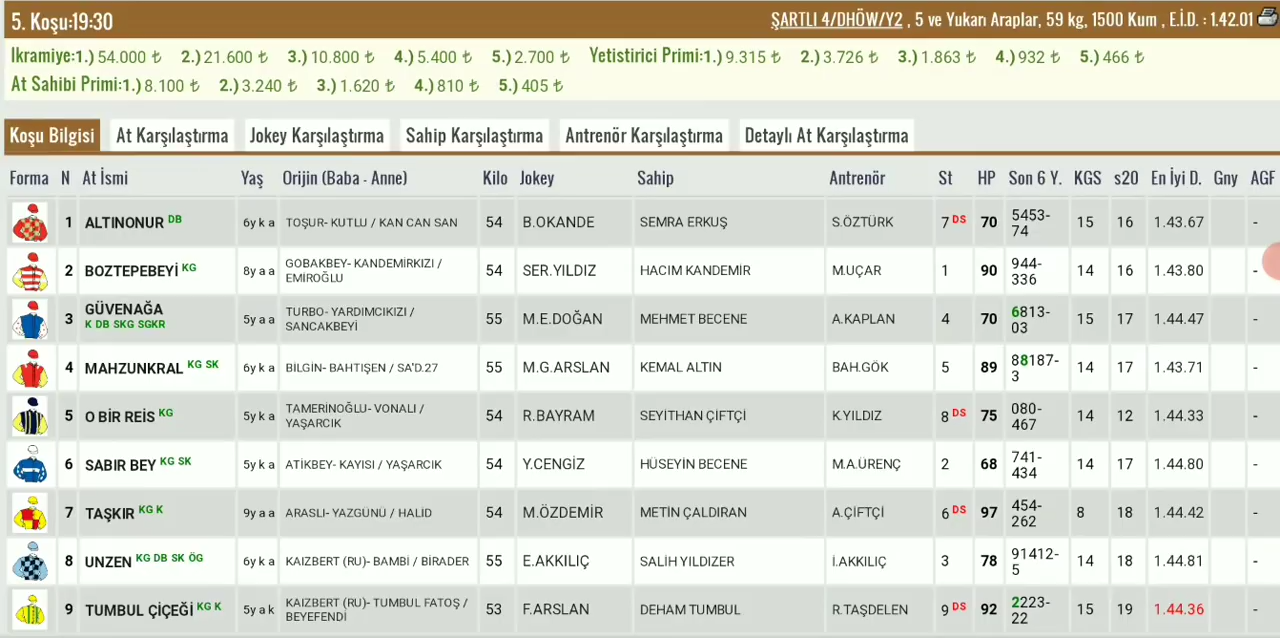 5. Koşu:19:30 ŞARTLI 4/DHÖW/Y2 , 5 ve Yukarı Araplar, 59 kg, 1500 Kum , E.İ.D. : 1.42.01
Ikramiye:1.) 54.000 ₺ 2.) 21.600 ₺ 3.) 10.800 ₺ 4.) 5.400 ₺ 5.) 2.700 ₺ Yetistirici Primi:1.) 9.315 ₺ 2.) 3.726 ₺ 3.) 1.863 ₺ 4.) 932 ₺ 5.) 466 ₺
At Sahibi Primi:1.) 8.100 ₺ 2.) 3.240 ₺ 3.) 1.620 ₺ 4.) 810 ₺ 5.) 405 ₺
Koşu Bilgisi At Karşılaştırma Jokey Karşılaştırma Sahip Karşılaştırma Antrenör Karşılaştırma Detaylı At Karşılaştırma
Forma N At İsmi Yaş Orijin (Baba - Anne) Kilo Jokey Sahip Antrenör St HP Son 6 Y. KGS s20 En İyi D. Gny AGF
1 ALTINONUR DB 6y k a TOŞUR- KUTLU / KAN CAN SAN 54 B.OKANDE SEMRA ERKUŞ S.ÖZTÜRK 7 DS 70 5453-74 15 16 1.43.67 -
2 BOZTEPEBEYİ KG 8y a a GOBAKBEY- KANDEMİRKIZI / EMİROĞLU 54 SER.YILDIZ HACIM KANDEMIR M.UÇAR 1 90 944-336 14 16 1.43.80 -
3 GÜVENAĞA K DB SKG SGKR 5y a a TURBO- YARDIMCIKIZI / SANCAKBEYİ 55 M.E.DOĞAN MEHMET BECENE A.KAPLAN 4 70 6813-03 15 17 1.44.47 -
4 MAHZUNKRAL KG SK 6y k a BİLGİN- BAHTIŞEN / SA"D.27 55 M.G.ARSLAN KEMAL ALTIN BAH.GÖK 5 89 88187-3 14 17 1.43.71 -
5 O BİR REİS KG 5y k a TAMERİNOĞLU- VONALI / YAŞARCIK 54 R.BAYRAM SEYİTHAN ÇİFTÇİ K.YILDIZ 8 DS 75 080-467 14 12 1.44.33 -
6 SABIR BEY KG SK 5y k a ATİKBEY- KAYISI / YAŞARCIK 54 Y.CENGİZ HÜSEYİN BECENE M.A.ÜRENÇ 2 68 741-434 14 17 1.44.80 -
7 TAŞKIR KG K 9y a a ARASLI- YAZGÜNÜ / HALID 54 M.ÖZDEMİR METİN ÇALDIRAN A.ÇİFTÇİ 6 DS 97 454-262 8 18 1.44.42 -
8 UNZEN KG DB SK ÖG 6y k a KAIZBERT (RU)- BAMBİ / BİRADER 55 E.AKKILIÇ SALİH YILDIZER İ.AKKILIÇ 3 78 91412-5 14 18 1.44.81 -
9 TUMBUL ÇİÇEĞİ KG K 5y a k KAIZBERT (RU)- TUMBUL FATOŞ / BEYEFENDİ 53 F.ARSLAN DEHAM TUMBUL R.TAŞDELEN 9 DS 92 2223-22 15 19 1.44.36 -